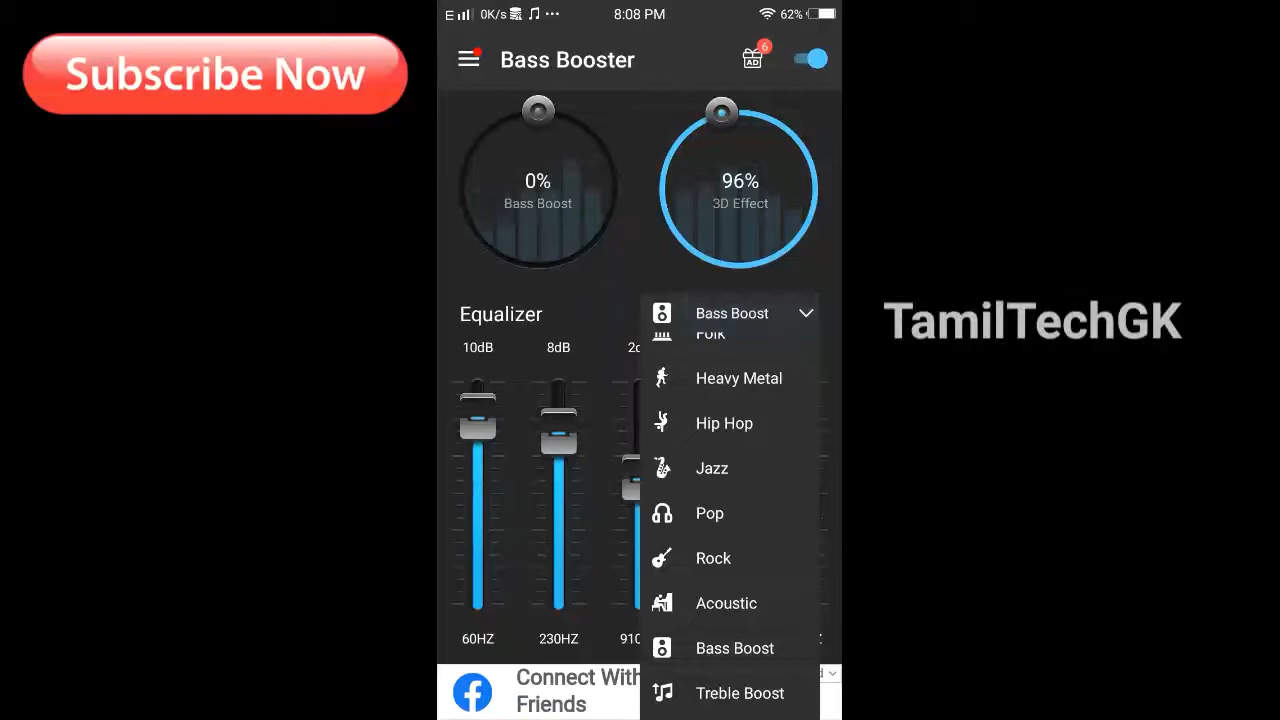 Subscribe Now
0K/s
8:08 PM
62%
Bass Booster
6
AD
0%
Bass Boost
96%
3D Effect
Equalizer
Bass Boost
Folk
10dB
8dB
Heavy Metal
Hip Hop
Jazz
Pop
Rock
Acoustic
Bass Boost
Treble Boost
60HZ
230HZ
910
Connect With
Friends
TamilTechGK